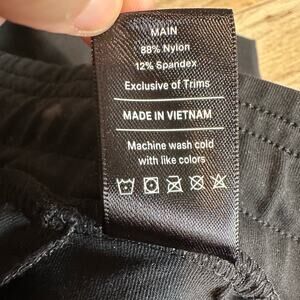 MAIN
88% Nylon
12% Spandex
Exclusive of Trims
MADE IN VIETNAM
Machine wash cold
with like colors